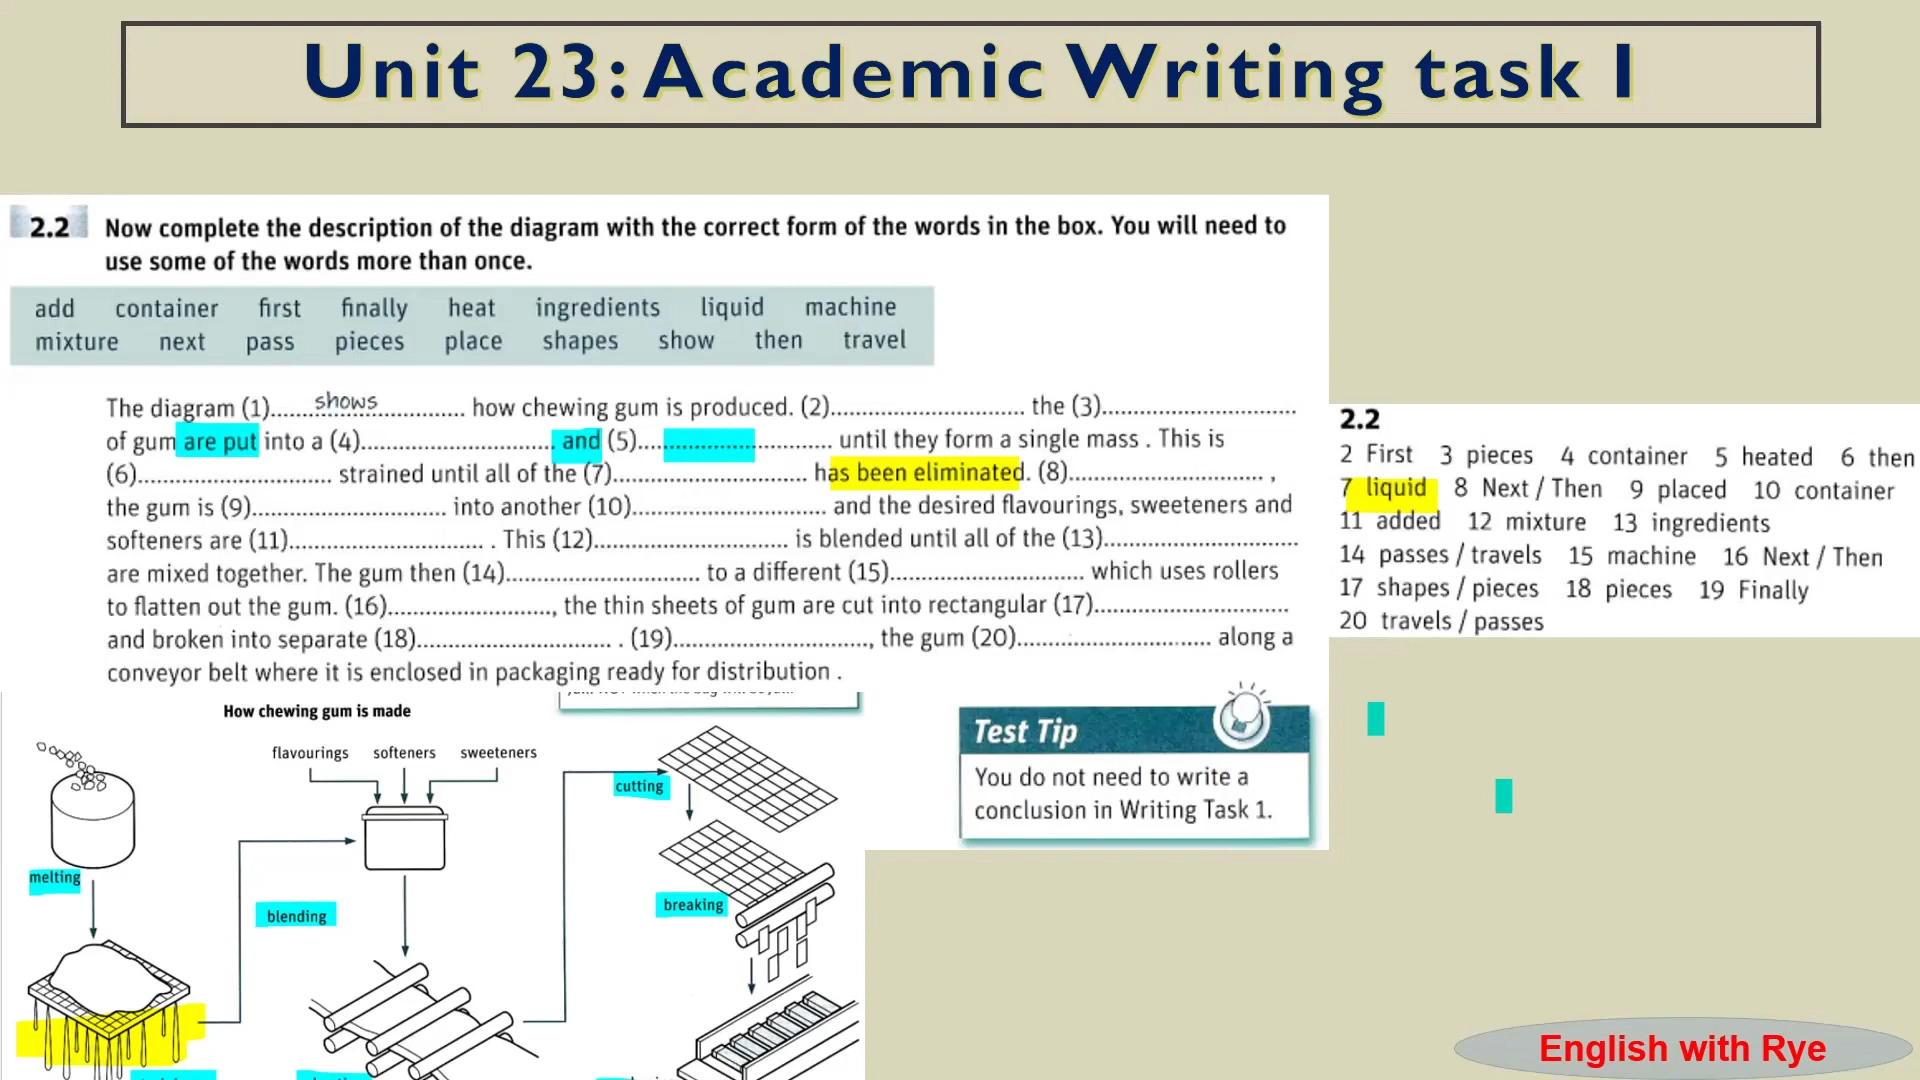 Unit 23: Academic Writing task 1
2.2 Now complete the description of the diagram with the correct form of the words in the box. You will need to
use some of the words more than once.
add container first finally heat ingredients liquid machine
mixture next pass pieces place shapes show then travel
The diagram (1)......shows...... how chewing gum is produced. (2)............ the (3)............
of gum are put into a (4)............ and (5)............ until they form a single mass . This is
(6)............ strained until all of the (7)............ has been eliminated. (8)............ ,
the gum is (9)............ into another (10)............ and the desired flavourings, sweeteners and
softeners are (11)............ . This (12)............ is blended until all of the (13)............
are mixed together. The gum then (14)............ to a different (15)............ which uses rollers
to flatten out the gum. (16)............, the thin sheets of gum are cut into rectangular (17)............
and broken into separate (18)............ . (19)............, the gum (20)............ along a
conveyor belt where it is enclosed in packaging ready for distribution .
2.2
2 First 3 pieces 4 container 5 heated 6 then
7 liquid 8 Next / Then 9 placed 10 container
11 added 12 mixture 13 ingredients
14 passes / travels 15 machine 16 Next / Then
17 shapes / pieces 18 pieces 19 Finally
20 travels / passes
How chewing gum is made
flavourings softeners sweeteners
cutting
melting
blending
breaking
Test Tip
You do not need to write a
conclusion in Writing Task 1.
English with Rye